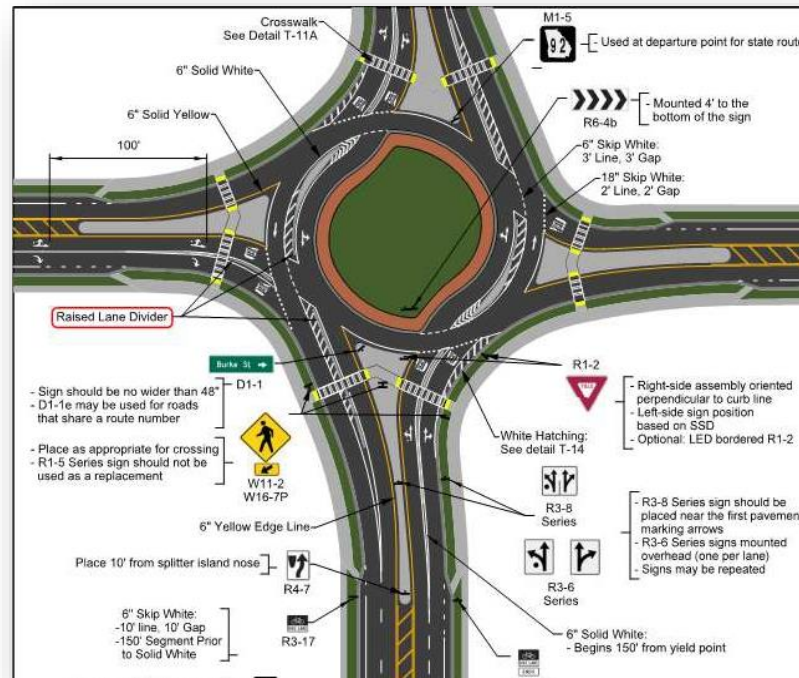 Crosswalk
See Detail T-11A
M1-5
92
- Used at departure point for state route
6" Solid White
6" Solid Yellow
100'
R6-4b
- Mounted 4' to the
bottom of the sign
6" Skip White:
3' Line, 3' Gap
18" Skip White:
2' Line, 2' Gap
Raised Lane Divider
Burke St
D1-1
- Sign should be no wider than 48"
- D1-1e may be used for roads
that share a route number
R1-2
YIELD
- Right-side assembly oriented
perpendicular to curb line
- Left-side sign position
based on SSD
- Optional: LED bordered R1-2
- Place as appropriate for crossing
- R1-5 Series sign should not be
used as a replacement
W11-2
W16-7P
White Hatching:
See detail T-14
R3-8
Series
- R3-8 Series sign should be
placed near the first pavement
marking arrows
- R3-6 Series signs mounted
overhead (one per lane)
- Signs may be repeated
6" Yellow Edge Line
R3-6
Series
Place 10' from splitter island nose
R4-7
6" Skip White:
-10' line, 10' Gap
-150' Segment Prior
to Solid White
R3-17
6" Solid White:
- Begins 150' from yield point